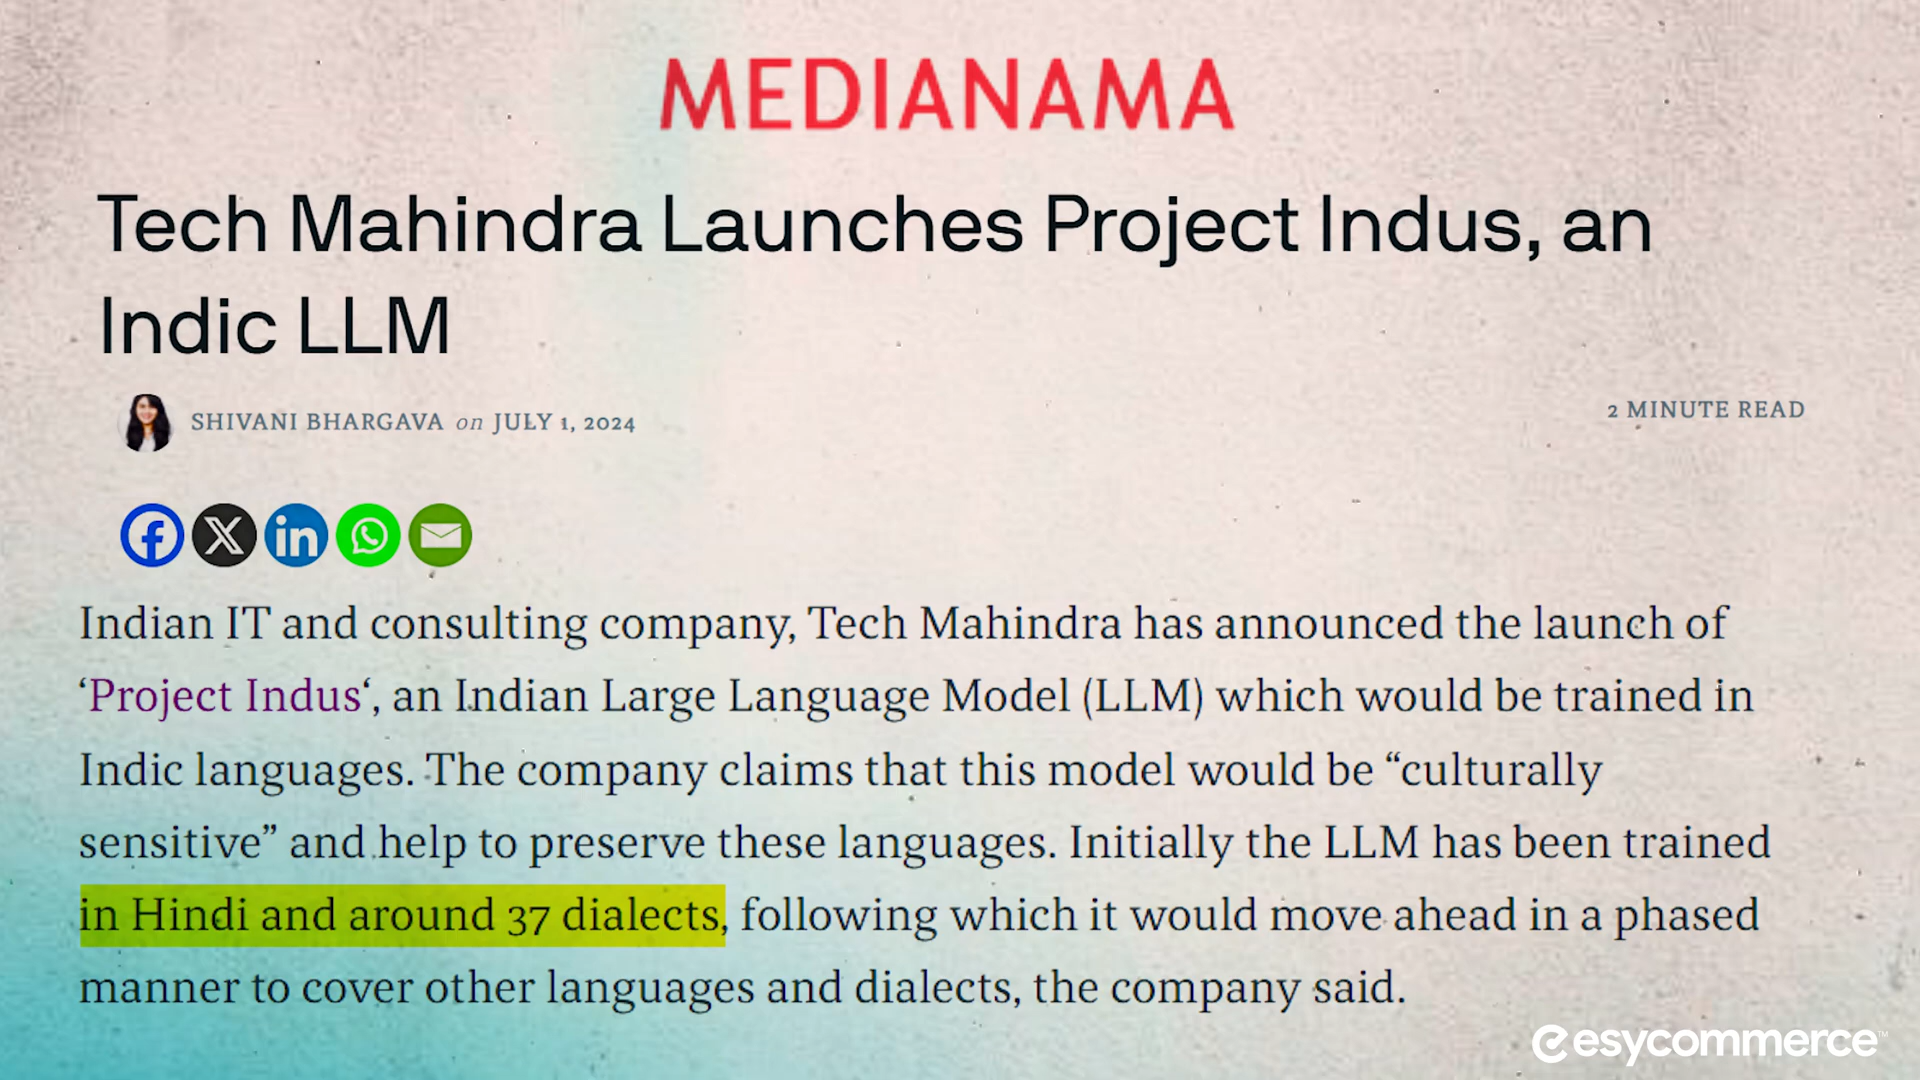 MEDIANAMA
Tech Mahindra Launches Project Indus, an
Indic LLM
SHIVANI BHARGAVA on JULY 1, 2024
2 MINUTE READ
Indian IT and consulting company, Tech Mahindra has announced the launch of
‘Project Indus‘, an Indian Large Language Model (LLM) which would be trained in
Indic languages. The company claims that this model would be “culturally
sensitive” and help to preserve these languages. Initially the LLM has been trained
in Hindi and around 37 dialects, following which it would move ahead in a phased
manner to cover other languages and dialects, the company said.
esycommerce™